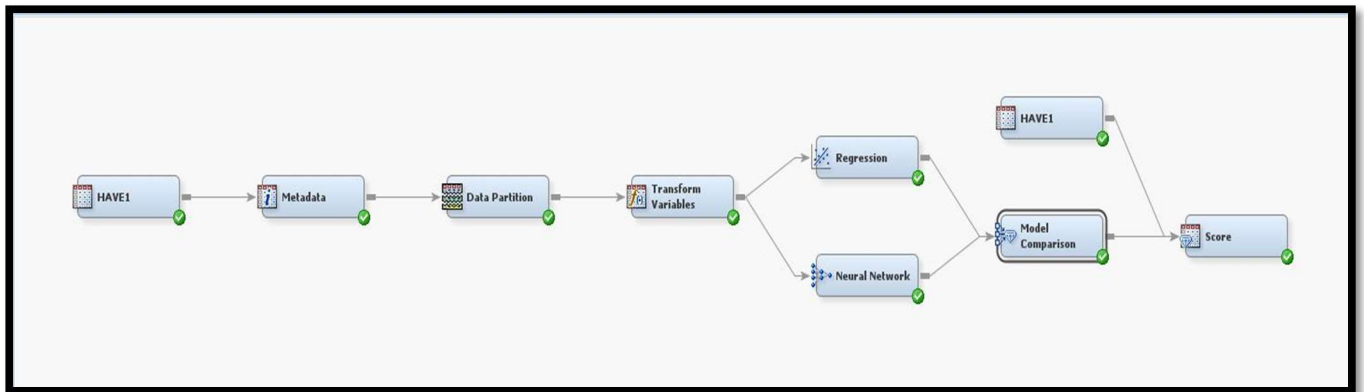 HAVE1
Metadata
Data Partition
Transform
Variables
Regression
Neural Network
HAVE1
Model
Comparison
Score